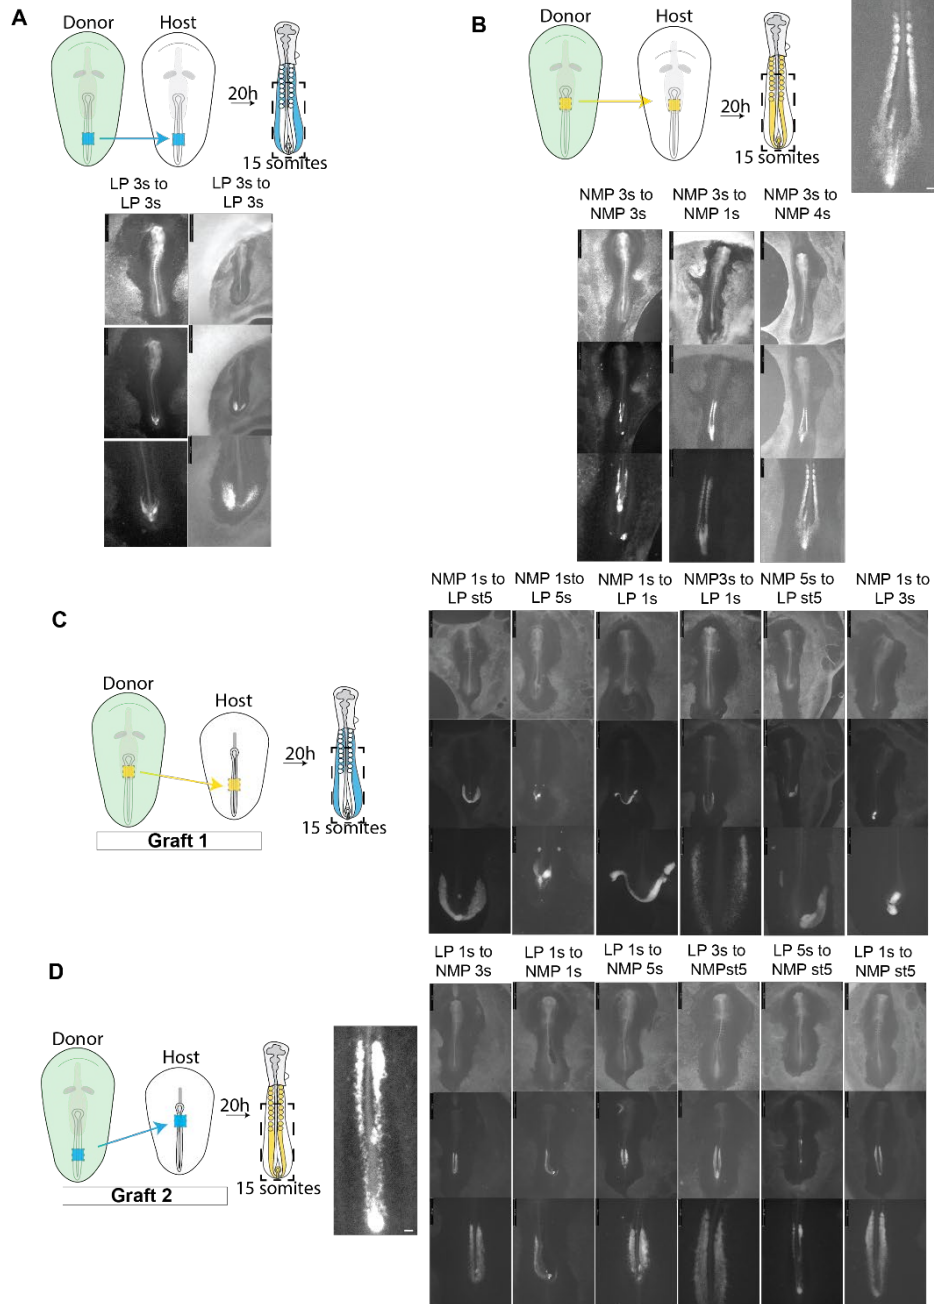 A
Donor
Host
20h
15 somites
LP 3s to
LP 3s
LP 3s to
LP 3s
B
Donor
Host
20h
15 somites
NMP 3s to
NMP 3s
NMP 3s to
NMP 1s
NMP 3s to
NMP 4s
C
Donor
Host
20h
15 somites
Graft 1
NMP 1s to
LP st5
NMP 1sto
LP 5s
NMP 1s to
LP 1s
NMP3s to
LP 1s
NMP 5s to
LP st5
NMP 1s to
LP 3s
D
Donor
Host
20h
15 somites
Graft 2
LP 1s to
NMP 3s
LP 1s to
NMP 1s
LP 1s to
NMP 5s
LP 3s to
NMPst5
LP 5s to
NMP st5
LP 1s to
NMP st5